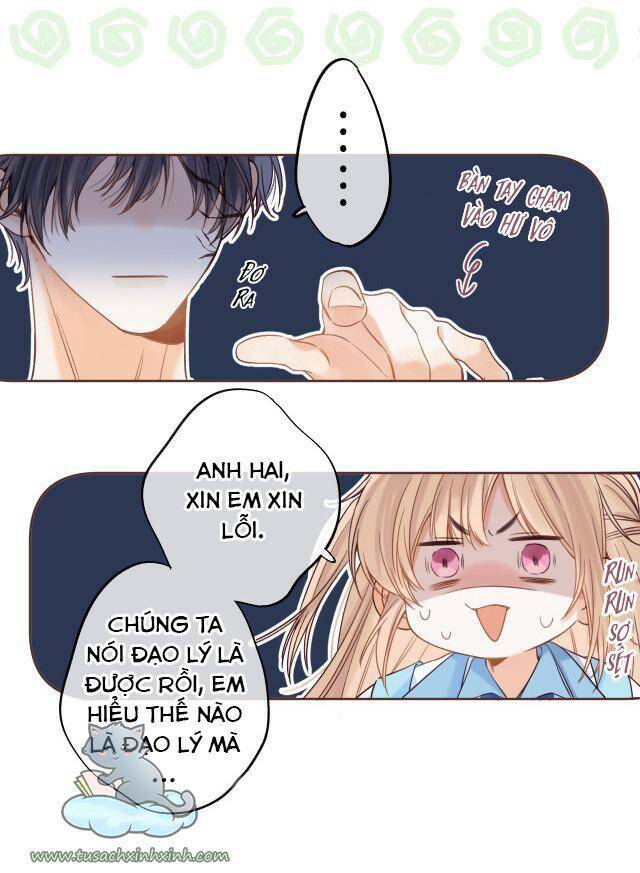 ......
BÀN TAY CHẠM
VÀO HƯ VÔ
ĐƠ
RA
ANH HAI,
XIN EM XIN
LỖI.
CHÚNG TA
NÓI ĐẠO LÝ LÀ
ĐƯỢC RỒI, EM
HIỂU THẾ NÀO
LÀ ĐẠO LÝ MÀ
...
RUN
RUN
SỢ
SỆT
www.tusachxinhxinh.com